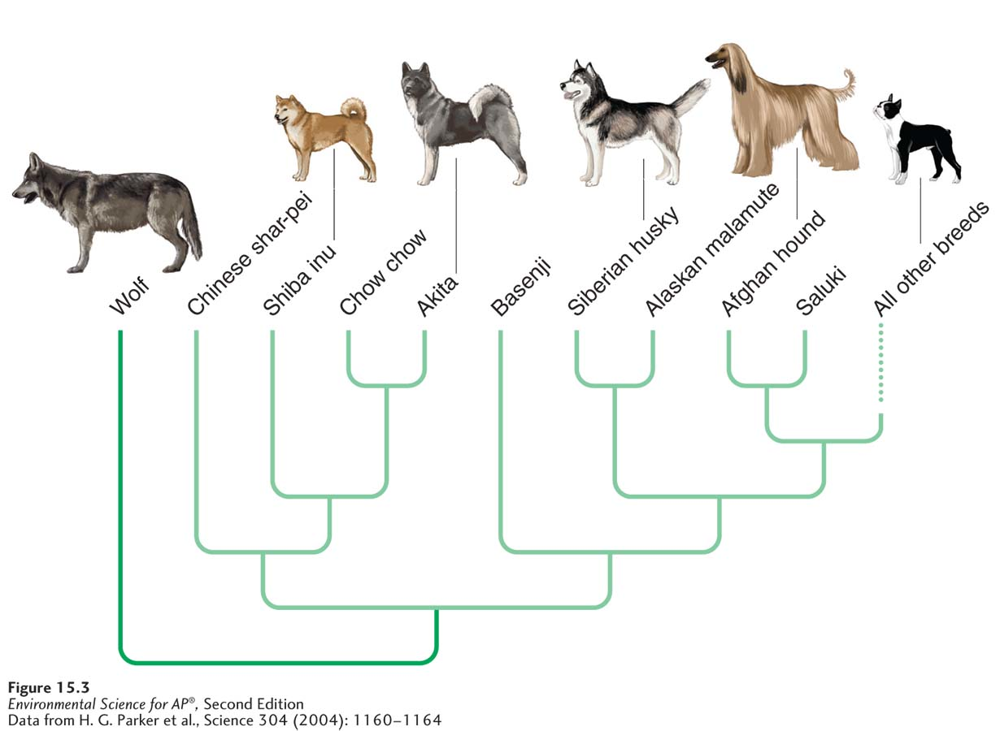 Wolf
Chinese shar-pei
Shiba inu
Chow chow
Akita
Basenji
Siberian husky
Alaskan malamute
Afghan hound
Saluki
All other breeds
Figure 15.3
Environmental Science for AP®, Second Edition
Data from H. G. Parker et al., Science 304 (2004): 1160–1164